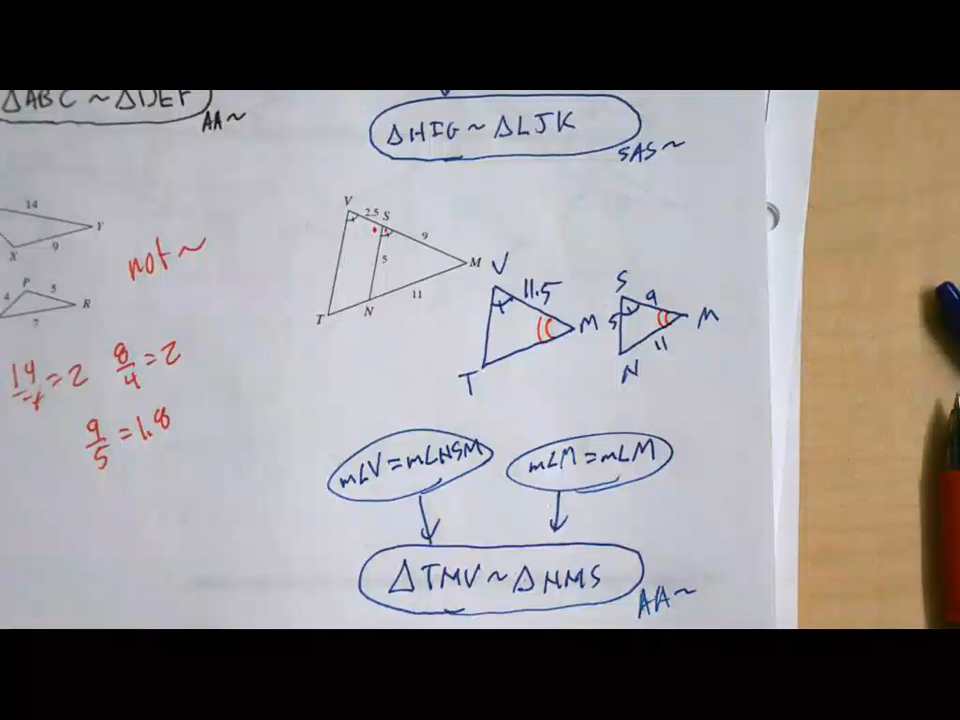 ΔABC ~ ΔDEF
AA~
ΔHIG ~ ΔLJK
SAS~
14
Y
X
9
P
4
5
R
7
not ~
14/7 = 2
8/4 = 2
9/5 = 1.8
V
2.5
S
9
M
5
11
N
T
V
11.5
M
T
S
9
M
5
11
N
m∠V = m∠NSM
m∠M = m∠M
ΔTMV ~ ΔNMS
AA~